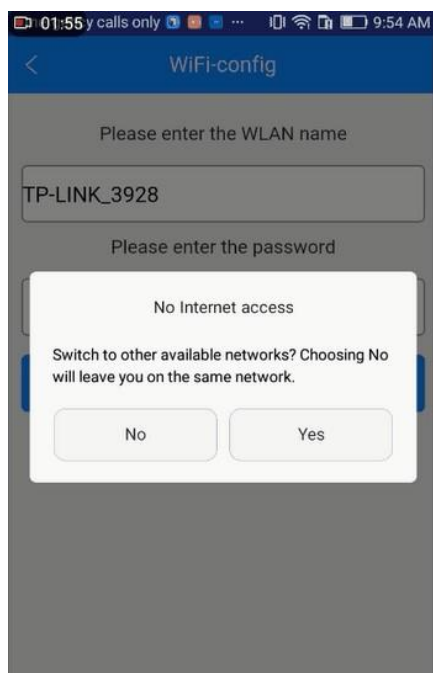 01:55 y calls only ... 9:54 AM
WiFi-config
Please enter the WLAN name
TP-LINK_3928
Please enter the password
No Internet access
Switch to other available networks? Choosing No
will leave you on the same network.
No
Yes